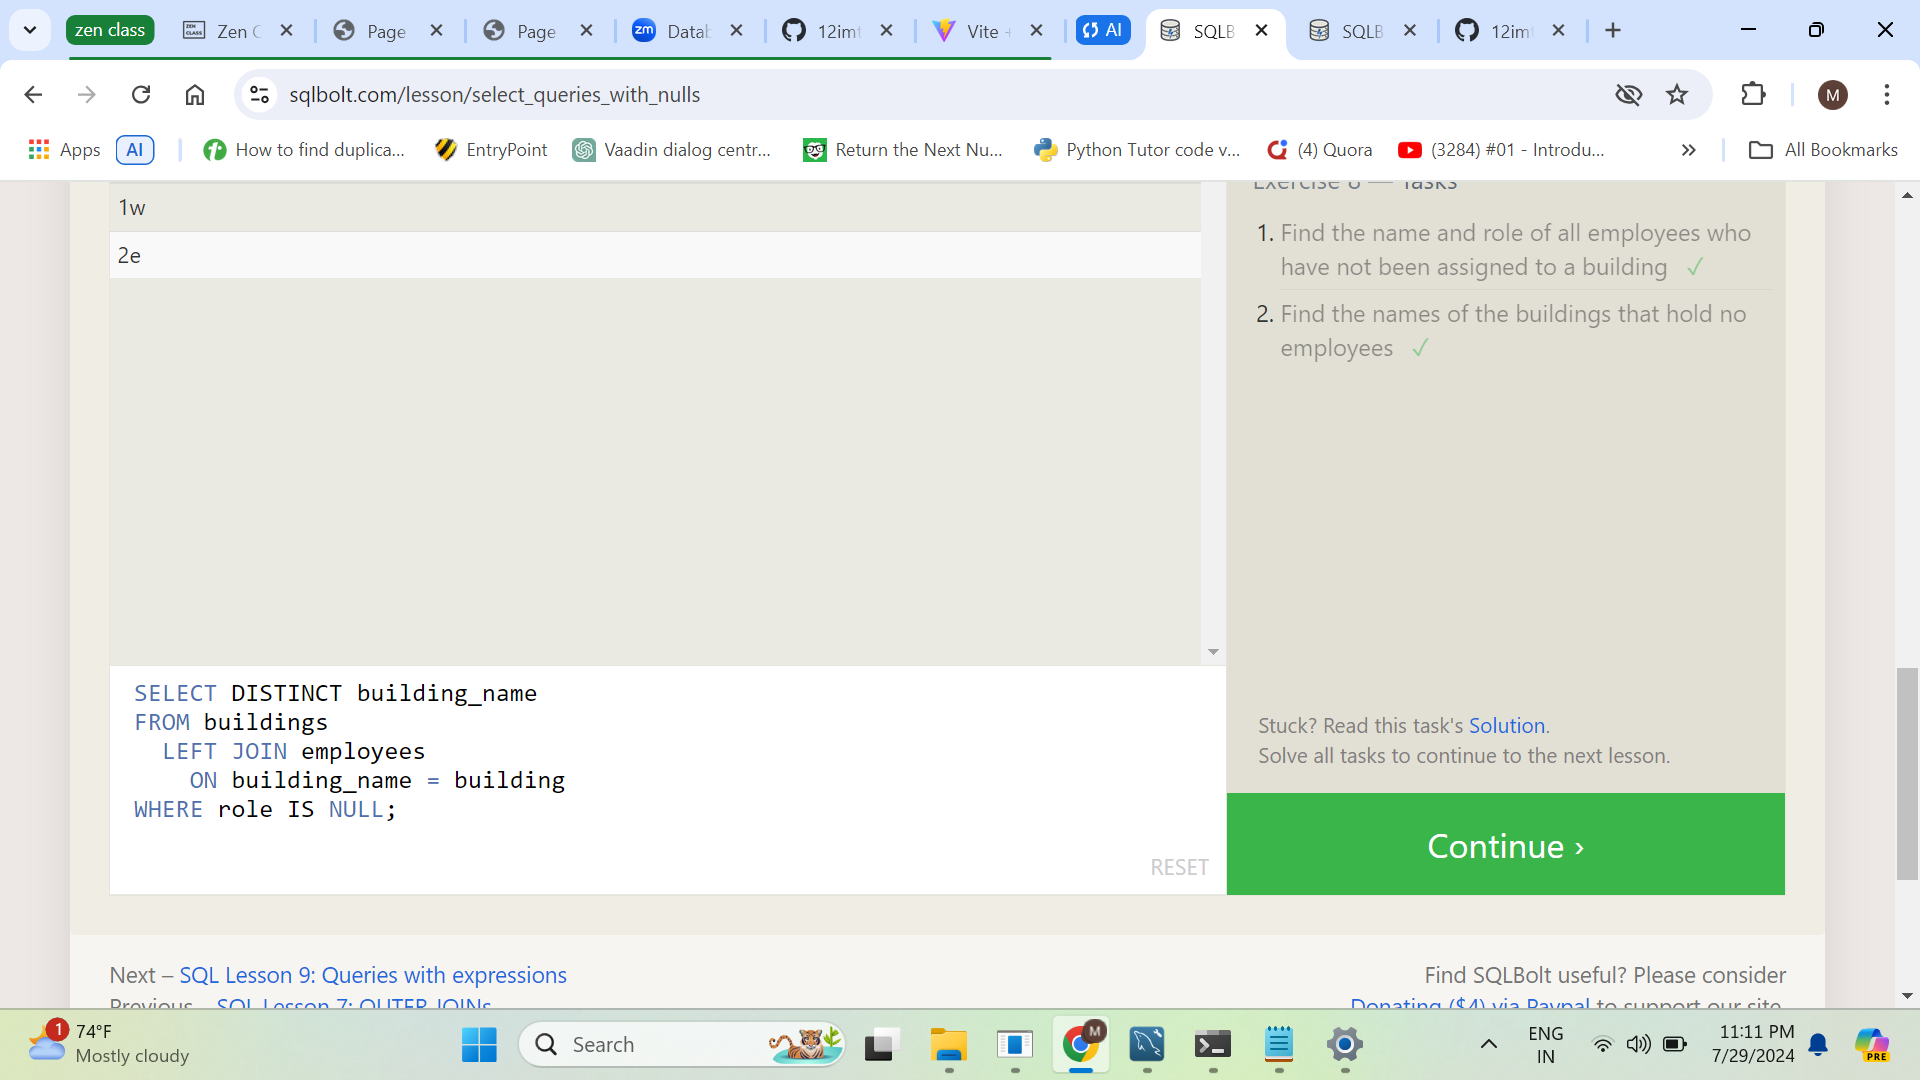 zen class
Zen C
Page
Page
zm
Datab
12im
Vite +
AI
SQLB
SQLB
12im
sqlbolt.com/lesson/select_queries_with_nulls
M
Apps
AI
How to find duplica...
EntryPoint
Vaadin dialog centr...
Return the Next Nu...
Python Tutor code v...
(4) Quora
(3284) #01 - Introdu...
All Bookmarks
1w
2e
Exercise 8 — Tasks
1. Find the name and role of all employees who
have not been assigned to a building ✓
2. Find the names of the buildings that hold no
employees ✓
SELECT DISTINCT building_name
FROM buildings
LEFT JOIN employees
ON building_name = building
WHERE role IS NULL;
RESET
Stuck? Read this task's Solution.
Solve all tasks to continue to the next lesson.
Continue ›
Next – SQL Lesson 9: Queries with expressions
Previous – SQL Lesson 7: OUTER JOINs
Find SQLBolt useful? Please consider
Donating ($4) via Paypal to support our site.
1
74°F
Mostly cloudy
Search
M
ENG
IN
11:11 PM
7/29/2024
PRE